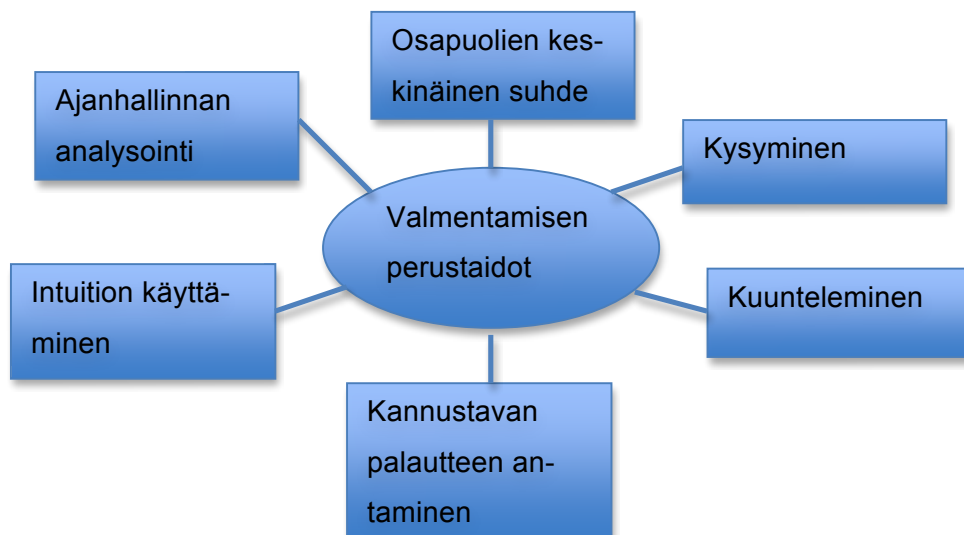 Osapuolien kes-
kinäinen suhde
Ajanhallinnan
analysointi
Kysyminen
Valmentamisen
perustaidot
Intuition käyttä-
minen
Kuunteleminen
Kannustavan
palautteen an-
taminen